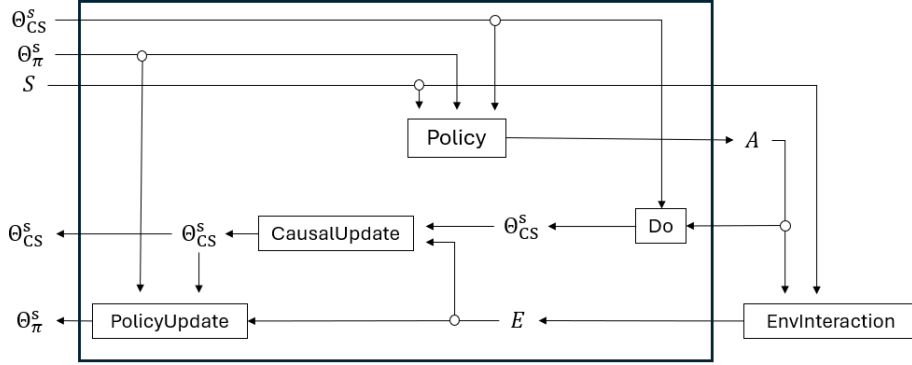 Θ^s_CS
Θ^s_π
S
Policy
A
Θ^s_CS
Θ^s_CS
CausalUpdate
Θ^s_CS
Do
Θ^s_π
PolicyUpdate
E
EnvInteraction